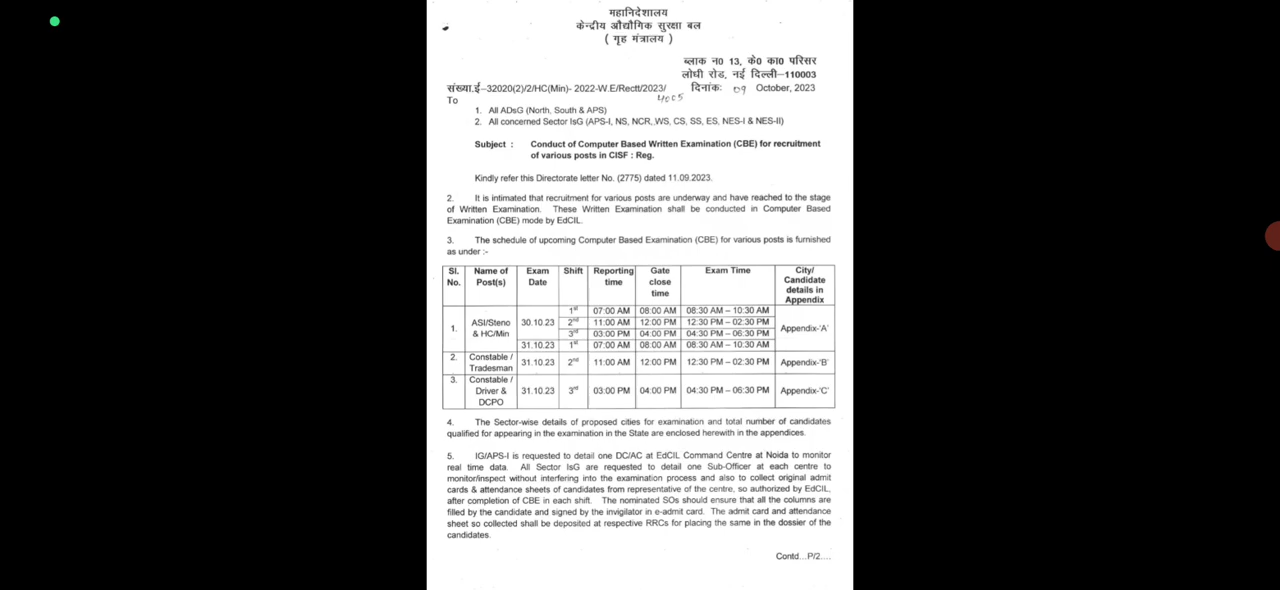 महानिदेशालय
केन्द्रीय औद्योगिक सुरक्षा बल
( गृह मंत्रालय )
ब्लाक न0 13, के0 का0 परिसर
लोधी रोड, नई दिल्ली–110003
संख्या.ई–32020(2)/2/HC(Min)- 2022-W.E/Rectt/2023/ 4005 दिनांकः 09 October, 2023
To
1. All ADsG (North, South & APS)
2. All concerned Sector IsG (APS-I, NS, NCR, WS, CS, SS, ES, NES-I & NES-II)
Subject : Conduct of Computer Based Written Examination (CBE) for recruitment
of various posts in CISF : Reg.
Kindly refer this Directorate letter No. (2775) dated 11.09.2023.
2. It is intimated that recruitment for various posts are underway and have reached to the stage
of Written Examination. These Written Examination shall be conducted in Computer Based
Examination (CBE) mode by EdCIL.
3. The schedule of upcoming Computer Based Examination (CBE) for various posts is furnished
as under :-
Sl. No. Name of Post(s) Exam Date Shift Reporting time Gate close time Exam Time City/ Candidate details in Appendix
1. ASI/Steno & HC/Min 30.10.23 1st 07:00 AM 08:00 AM 08:30 AM – 10:30 AM Appendix-'A'
2nd 11:00 AM 12:00 PM 12:30 PM – 02:30 PM
3rd 03:00 PM 04:00 PM 04:30 PM – 06:30 PM
31.10.23 1st 07:00 AM 08:00 AM 08:30 AM – 10:30 AM
2. Constable / Tradesman 31.10.23 2nd 11:00 AM 12:00 PM 12:30 PM – 02:30 PM Appendix-'B'
3. Constable / Driver & DCPO 31.10.23 3rd 03:00 PM 04:00 PM 04:30 PM – 06:30 PM Appendix-'C'
4. The Sector-wise details of proposed cities for examination and total number of candidates
qualified for appearing in the examination in the State are enclosed herewith in the appendices.
5. IG/APS-I is requested to detail one DC/AC at EdCIL Command Centre at Noida to monitor
real time data. All Sector IsG are requested to detail one Sub-Officer at each centre to
monitor/inspect without interfering into the examination process and also to collect original admit
cards & attendance sheets of candidates from representative of the centre, so authorized by EdCIL,
after completion of CBE in each shift. The nominated SOs should ensure that all the columns are
filled by the candidate and signed by the invigilator in e-admit card. The admit card and attendance
sheet so collected shall be deposited at respective RRCs for placing the same in the dossier of the
candidates.
Contd...P/2....